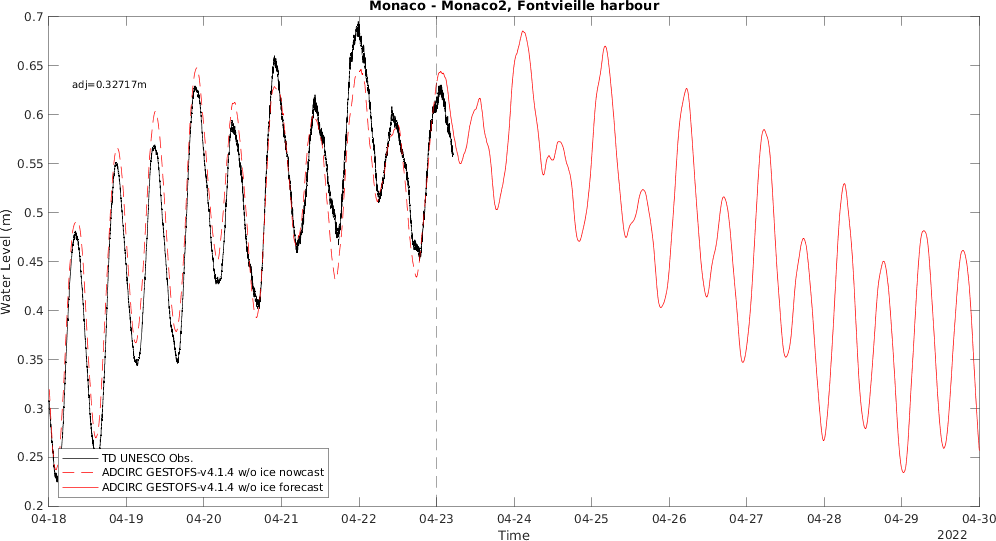 Monaco - Monaco2, Fontvieille harbour
0.7
0.65
adj=0.32717m
0.6
0.55
0.5
Water Level (m)
0.45
0.4
0.35
0.3
0.25
0.2
TD UNESCO Obs.
ADCIRC GESTOFS-v4.1.4 w/o ice nowcast
ADCIRC GESTOFS-v4.1.4 w/o ice forecast
04-18 04-19 04-20 04-21 04-22 04-23 04-24 04-25 04-26 04-27 04-28 04-29 04-30
Time
2022